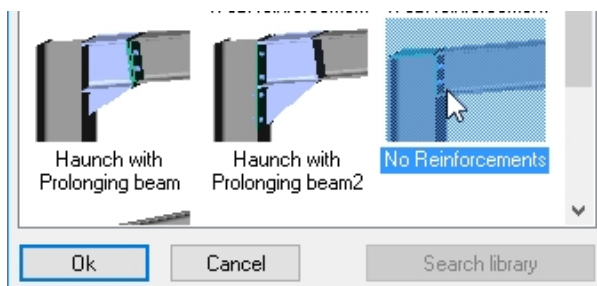 Haunch with
Prolonging beam
Haunch with
Prolonging beam2
No Reinforcements
Ok
Cancel
Search library